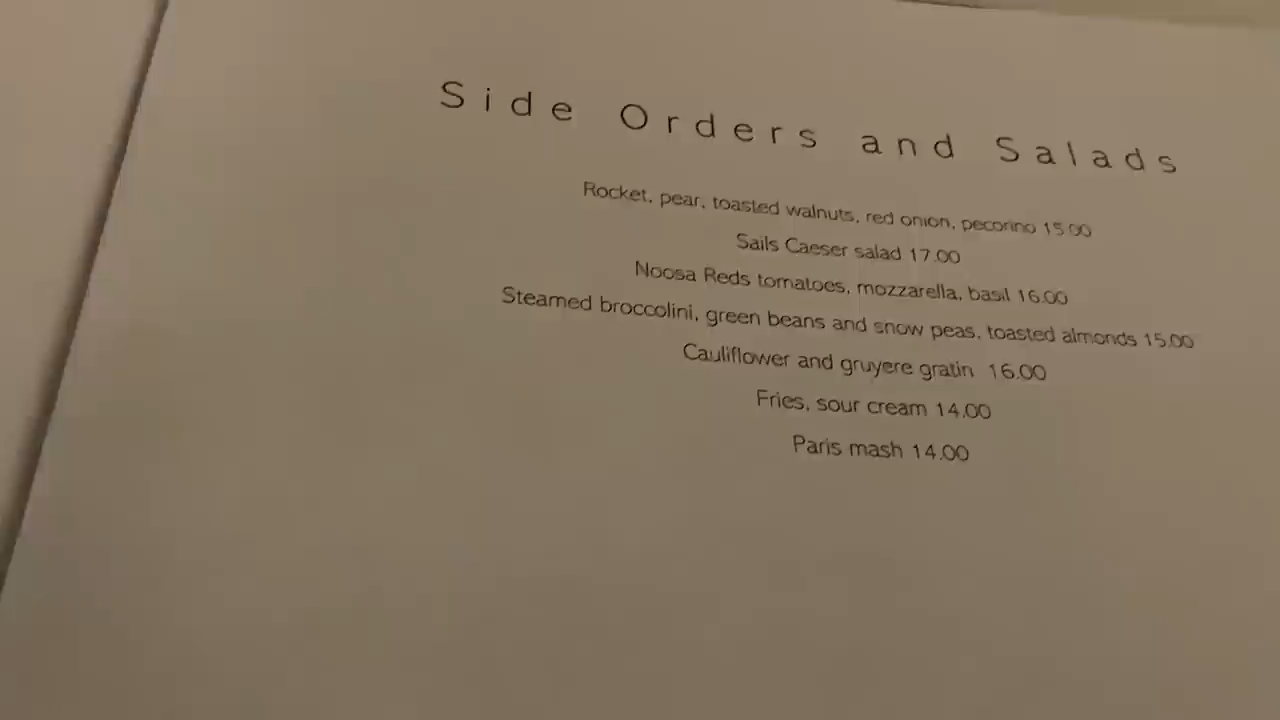 Side Orders and Salads
Rocket, pear, toasted walnuts, red onion, pecorino 15.00
Sails Caeser salad 17.00
Noosa Reds tomatoes, mozzarella, basil 16.00
Steamed broccolini, green beans and snow peas, toasted almonds 15.00
Cauliflower and gruyere gratin 16.00
Fries, sour cream 14.00
Paris mash 14.00